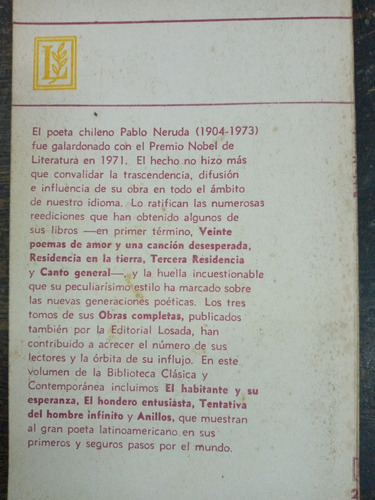 L
El poeta chileno Pablo Neruda (1904-1973)
fue galardonado con el Premio Nobel de
Literatura en 1971. El hecho no hizo más
que convalidar la trascendencia, difusión
e influencia de su obra en todo el ámbito
de nuestro idioma. Lo ratifican las numerosas
reediciones que han obtenido algunos de
sus libros —en primer término, Veinte
poemas de amor y una canción desesperada,
Residencia en la tierra, Tercera Residencia
y Canto general—, y la huella incuestionable
que su peculiarísimo estilo ha marcado sobre
las nuevas generaciones poéticas. Los tres
tomos de sus Obras completas, publicados
también por la Editorial Losada, han
contribuido a acrecer el número de sus
lectores y la órbita de su influjo. En este
volumen de la Biblioteca Clásica y
Contemporánea incluimos El habitante y su
esperanza, El hondero entusiasta, Tentativa
del hombre infinito y Anillos, que muestran
al gran poeta latinoamericano en sus
primeros y seguros pasos por el mundo.